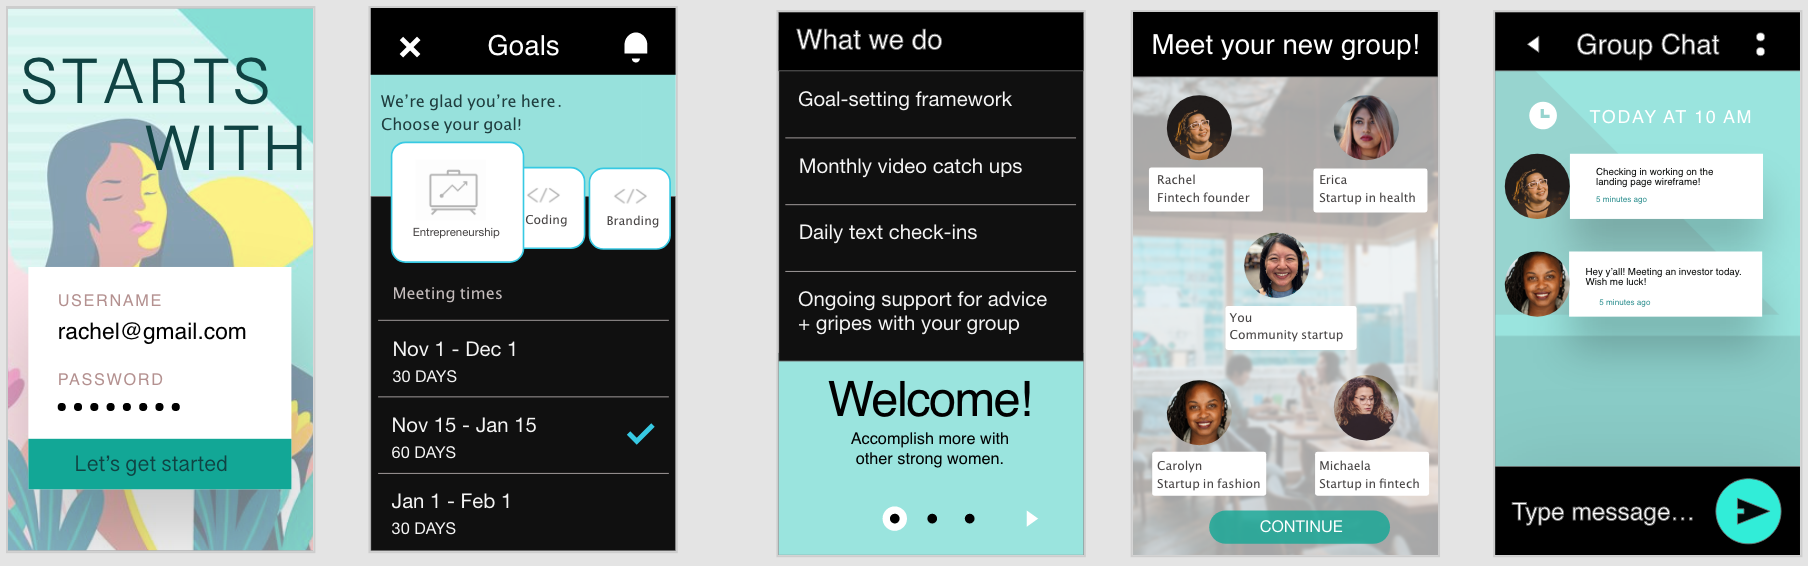 STARTS
WITH
USERNAME
rachel@gmail.com
PASSWORD
Let's get started
Goals
We're glad you're here.
Choose your goal!
Entrepreneurship
</>
Coding
</>
Branding
Meeting times
Nov 1 - Dec 1
30 DAYS
Nov 15 - Jan 15
60 DAYS
Jan 1 - Feb 1
30 DAYS
What we do
Goal-setting framework
Monthly video catch ups
Daily text check-ins
Ongoing support for advice
+ gripes with your group
Welcome!
Accomplish more with
other strong women.
Meet your new group!
Rachel
Fintech founder
Erica
Startup in health
You
Community startup
Carolyn
Startup in fashion
Michaela
Startup in fintech
CONTINUE
Group Chat
TODAY AT 10 AM
Checking in working on the
landing page wireframe!
5 minutes ago
Hey y'all! Meeting an investor today.
Wish me luck!
5 minutes ago
Type message...